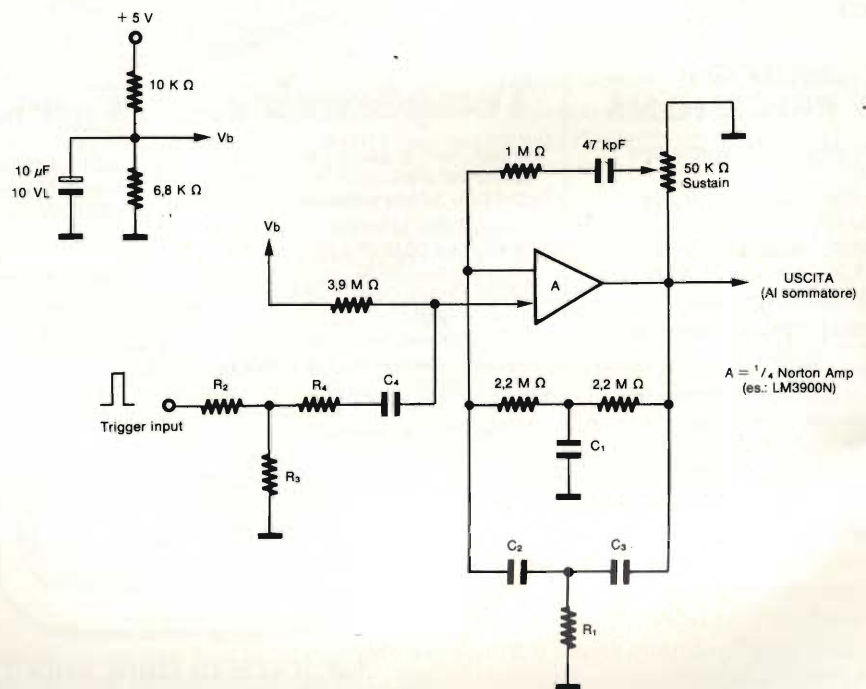 + 5 V
10 K Ω
Vb
10 µF
10 VL
6,8 K Ω
1 M Ω
47 kpF
50 K Ω
Sustain
Vb
3,9 M Ω
A
USCITA
(Al sommatore)
A = 1/4 Norton Amp
(es.: LM3900N)
R2
R4
C4
Trigger input
R3
2,2 M Ω
2,2 M Ω
C1
C2
C3
R1